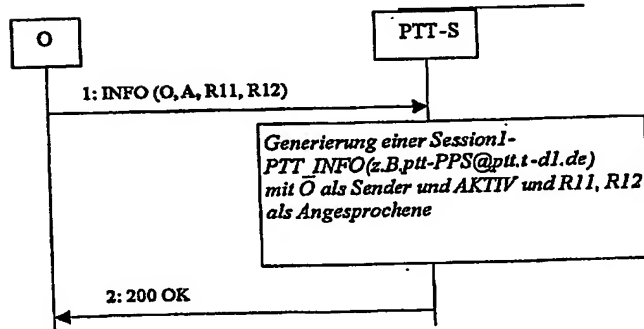 O
PTT-S
1: INFO (O, A, R11, R12)
Generierung einer Session1-
PTT_INFO(z.B,ptt-PPS@ptt.t-d1.de)
mit O als Sender und AKTIV und R11, R12
als Angesprochene
2: 200 OK